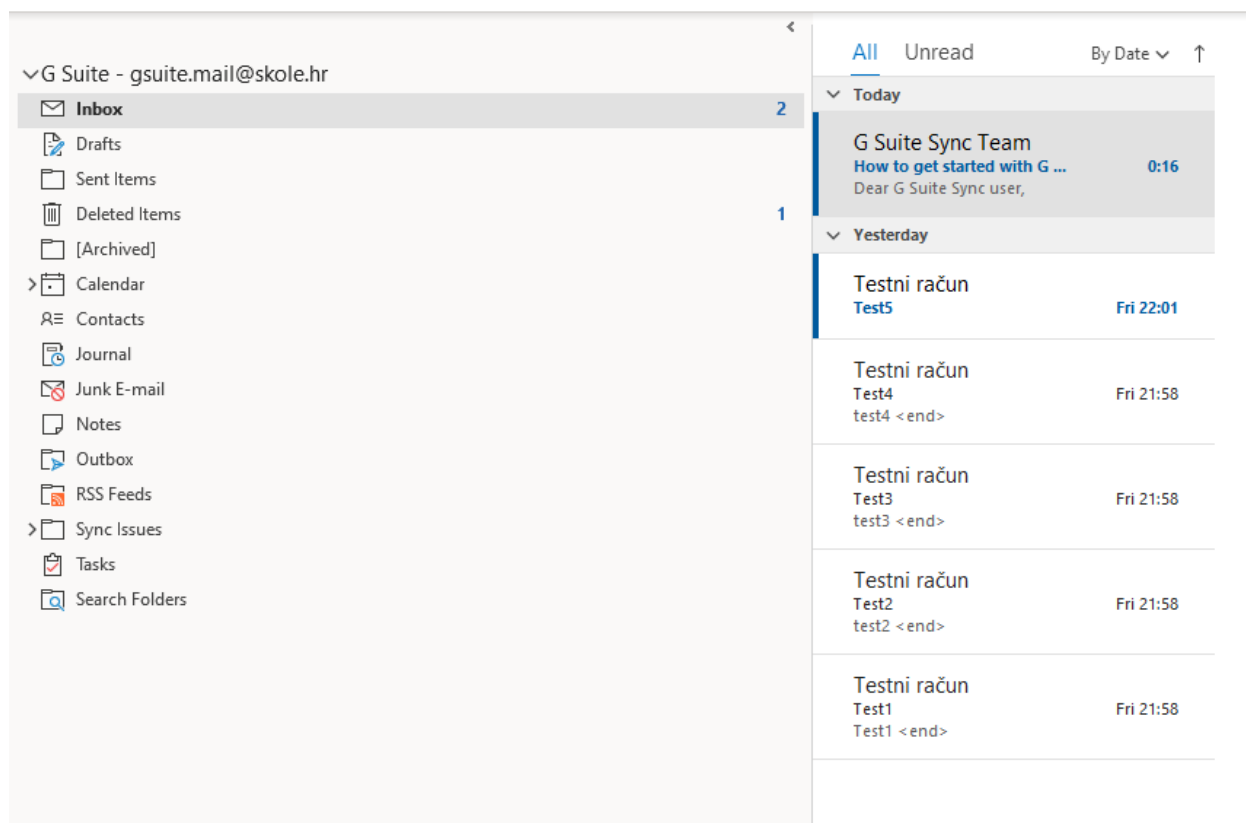 G Suite - gsuite.mail@skole.hr
Inbox 2
Drafts
Sent Items
Deleted Items 1
[Archived]
Calendar
Contacts
Journal
Junk E-mail
Notes
Outbox
RSS Feeds
Sync Issues
Tasks
Search Folders
All Unread By Date
Today
G Suite Sync Team
How to get started with G ... 0:16
Dear G Suite Sync user,
Yesterday
Testni račun
Test5 Fri 22:01
Testni račun
Test4 Fri 21:58
test4 <end>
Testni račun
Test3 Fri 21:58
test3 <end>
Testni račun
Test2 Fri 21:58
test2 <end>
Testni račun
Test1 Fri 21:58
Test1 <end>